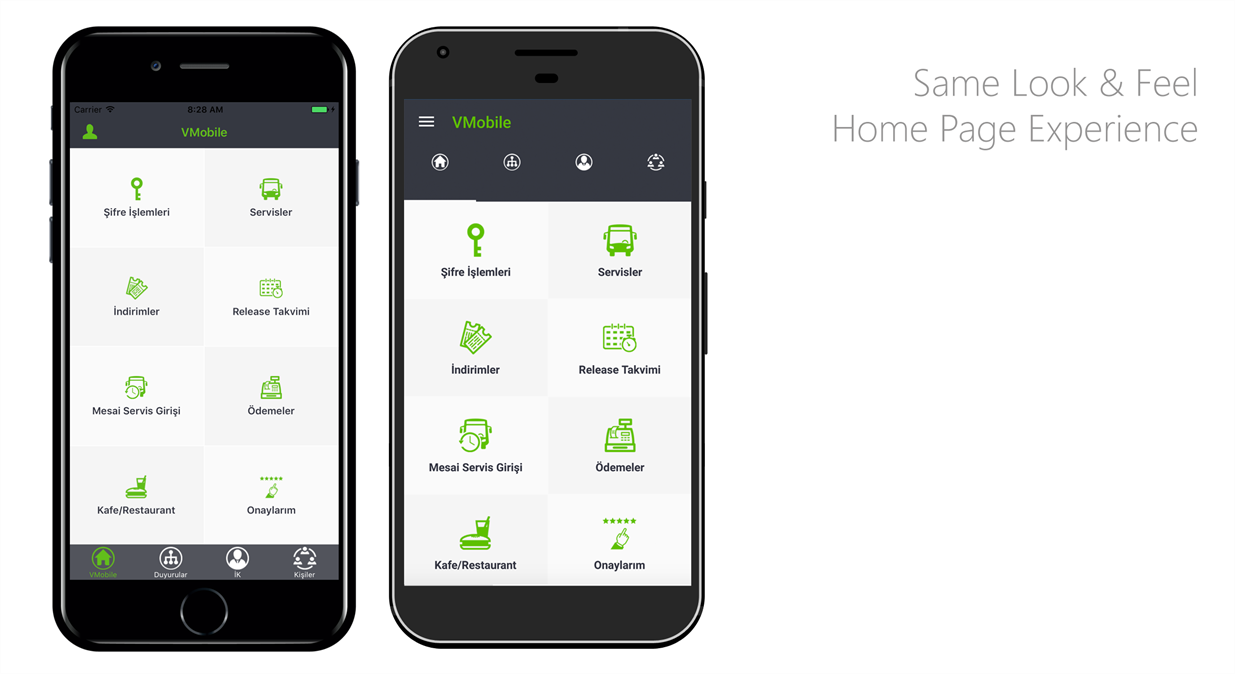 Same Look & Feel
Home Page Experience
Carrier 8:28 AM
VMobile
Şifre İşlemleri Servisler
İndirimler Release Takvimi
Mesai Servis Girişi Ödemeler
Kafe/Restaurant Onaylarım
VMobile Duyurular İK Kişiler
VMobile
Şifre İşlemleri Servisler
İndirimler Release Takvimi
Mesai Servis Girişi Ödemeler
Kafe/Restaurant Onaylarım